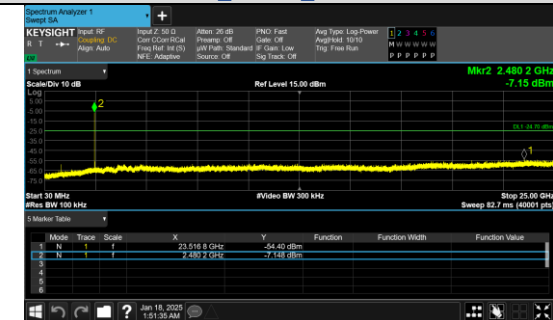 Spectrum Analyzer 1
Swept SA
+
KEYSIGHT Input: RF Input Z: 50 Ω Atten: 26 dB PNO: Fast Avg Type: Log-Power 1 2 3 4 5 6
R T Coupling: DC Corr CCorr RCal Preamp: Off Gate: Off Avg|Hold: 10/10 M W W W W W
Align: Auto Freq Ref: Int (S) µW Path: Standard IF Gain: Low Trig: Free Run
NFE: Adaptive Source: Off Sig Track: Off P P P P P P
1 Spectrum
Mkr2 2.480 2 GHz
Scale/Div 10 dB Ref Level 15.00 dBm -7.15 dBm
Log
5.00
-5.00
-15.0
-25.0
DL1 -24.70 dBm
-35.0
-45.0
-55.0
-65.0
-75.0
2
1
Start 30 MHz #Video BW 300 kHz Stop 25.00 GHz
#Res BW 100 kHz Sweep 82.7 ms (40001 pts)
5 Marker Table
Mode Trace Scale X Y Function Function Width Function Value
1 N 1 f 23.516 8 GHz -54.40 dBm
2 N 1 f 2.480 2 GHz -7.148 dBm
3
4
5
6
? Jan 18, 2025
1:51:35 AM